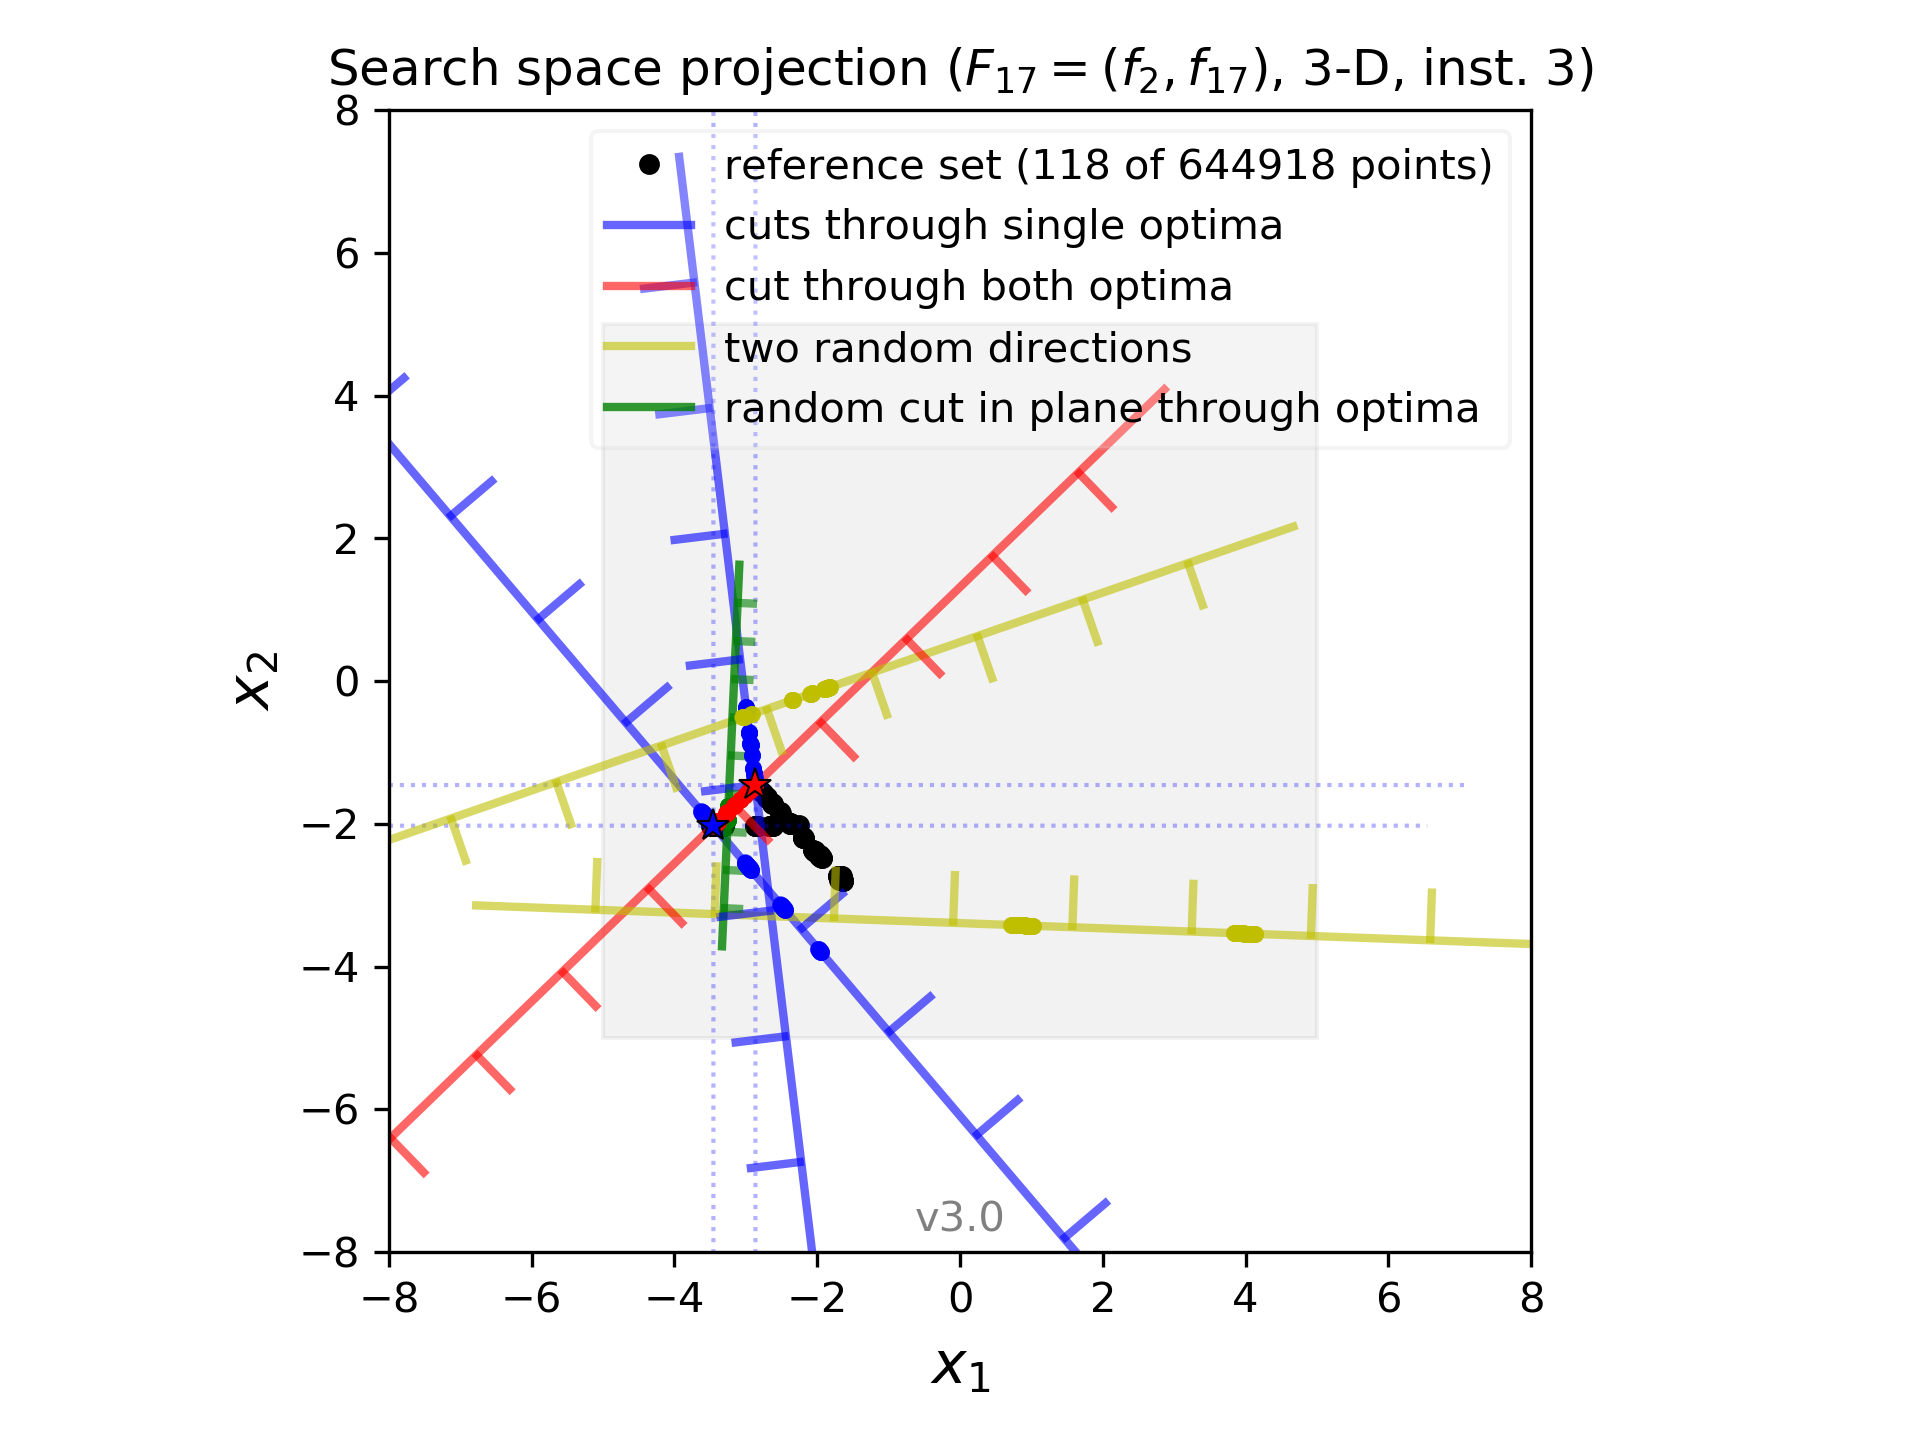 Search space projection (F₁₇ = (f₂, f₁₇), 3-D, inst. 3)
reference set (118 of 644918 points)
cuts through single optima
cut through both optima
two random directions
random cut in plane through optima
8
6
4
2
0
−2
−4
−6
−8
x₂
v3.0
−8 −6 −4 −2 0 2 4 6 8
x₁